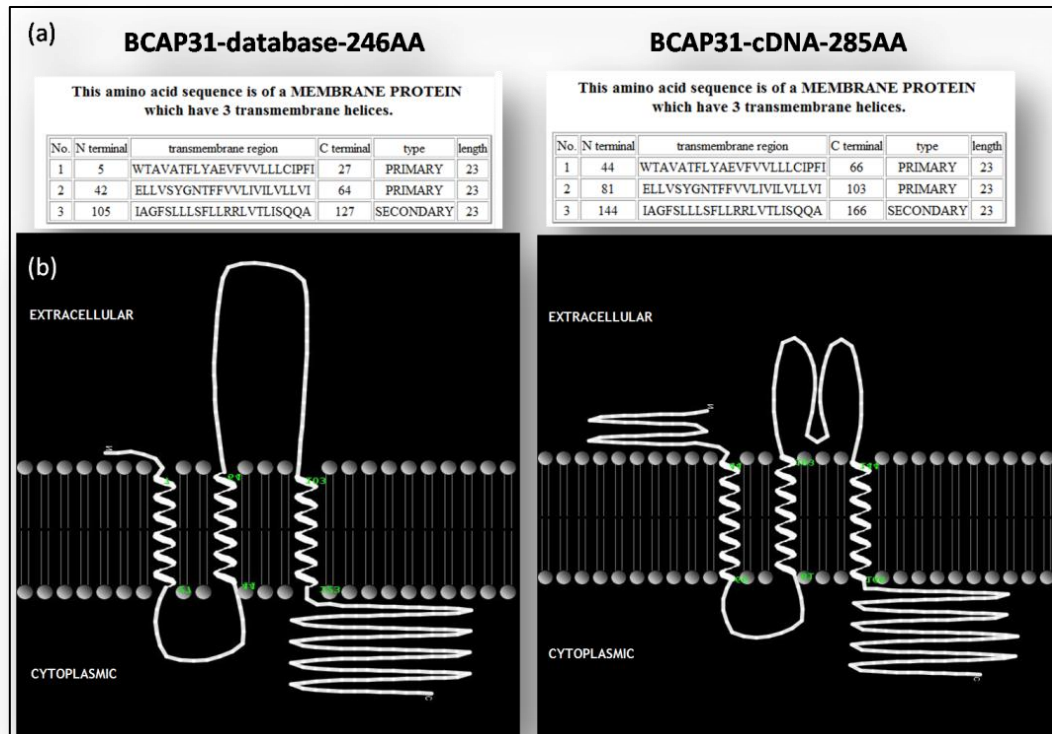 (a)
BCAP31-database-246AA
This amino acid sequence is of a MEMBRANE PROTEIN
which have 3 transmembrane helices.
No. N terminal transmembrane region C terminal type length
1 5 WTAVATFLYAEVFVVLLLCIPFI 27 PRIMARY 23
2 42 ELLVSYGNTFFVVLIVILVLLVI 64 PRIMARY 23
3 105 IAGFSLLLSFLLRRLVTLISQQA 127 SECONDARY 23
BCAP31-cDNA-285AA
This amino acid sequence is of a MEMBRANE PROTEIN
which have 3 transmembrane helices.
No. N terminal transmembrane region C terminal type length
1 44 WTAVATFLYAEVFVVLLLCIPFI 66 PRIMARY 23
2 81 ELLVSYGNTFFVVLIVILVLLVI 103 PRIMARY 23
3 144 IAGFSLLLSFLLRRLVTLISQQA 166 SECONDARY 23
(b)
EXTRACELLULAR
N
CYTOPLASMIC
C
EXTRACELLULAR
N
CYTOPLASMIC
C